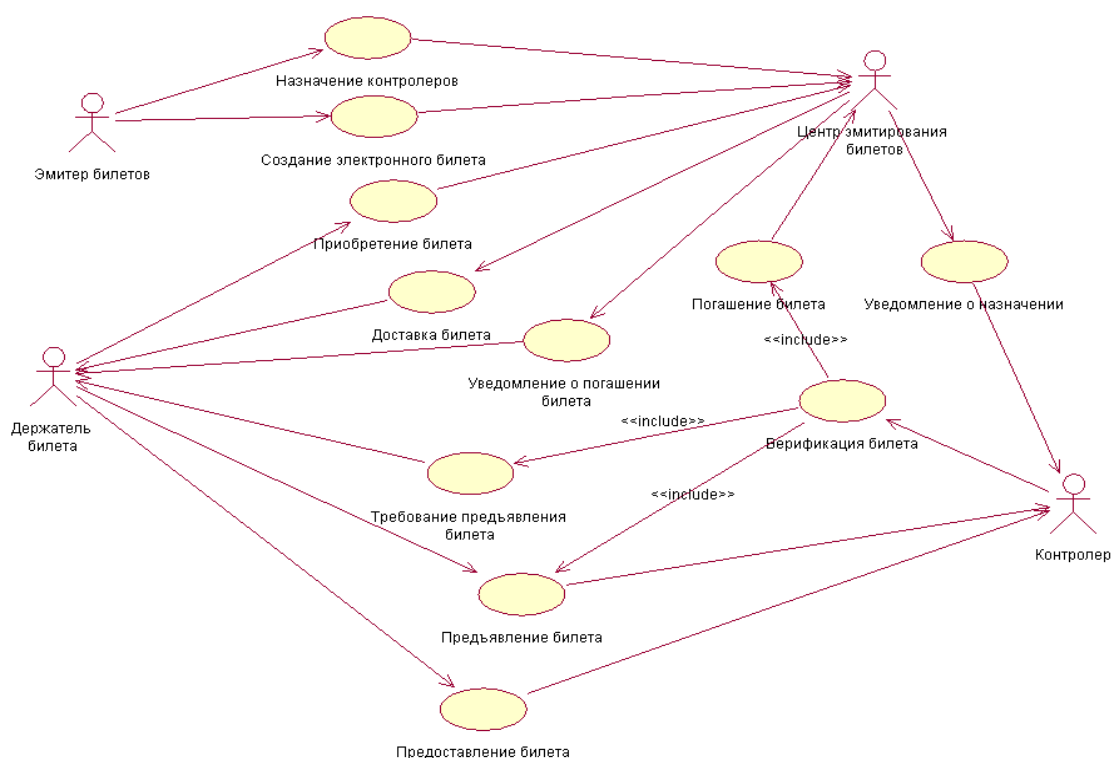 Назначение контролеров
Центр эмитирования
билетов
Эмитер билетов
Создание электронного билета
Приобретение билета
Погашение билета
Уведомление о назначении
Доставка билета
<<include>>
Уведомление о погашении
билета
Держатель
билета
<<include>>
Верификация билета
<<include>>
Требование предъявления
билета
Контролер
Предъявление билета
Предоставление билета